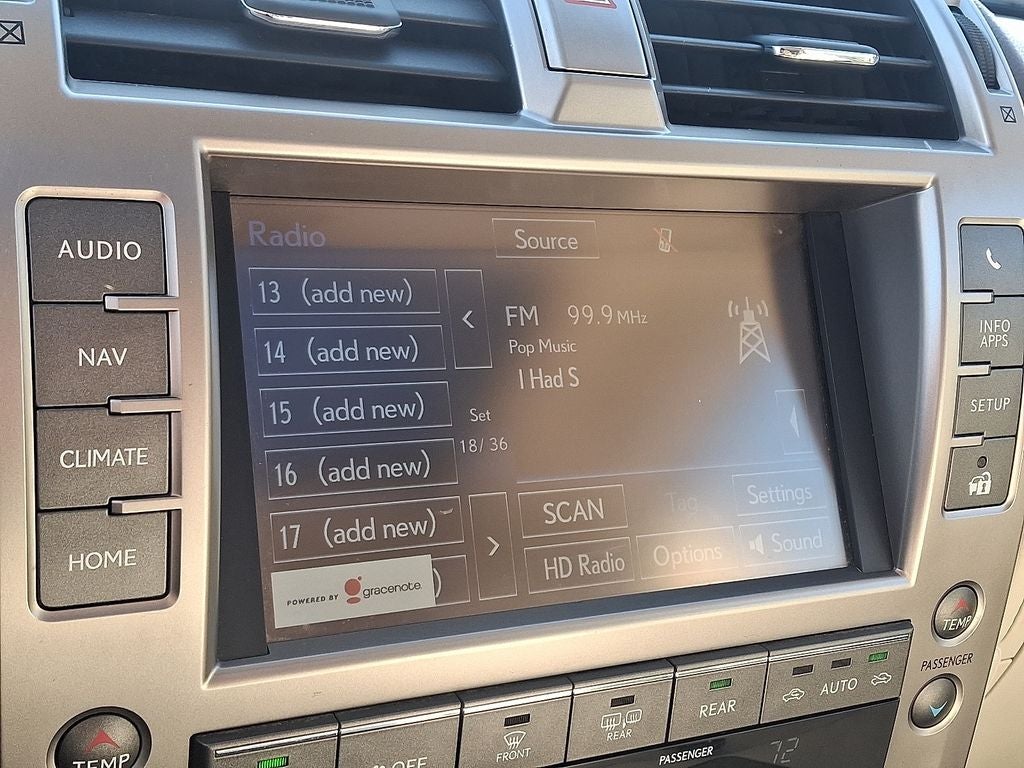 AUDIO
NAV
CLIMATE
HOME
Radio
Source
13 (add new)
14 (add new)
15 (add new)
16 (add new)
17 (add new)
<
>
Set
18/36
FM 99.9 MHz
Pop Music
I Had S
SCAN
Tag
Settings
HD Radio
Options
Sound
POWERED BY gracenote.
INFO
APPS
SETUP
TEMP
PASSENGER
TEMP
OFF
FRONT
REAR
REAR
AUTO
PASSENGER 72